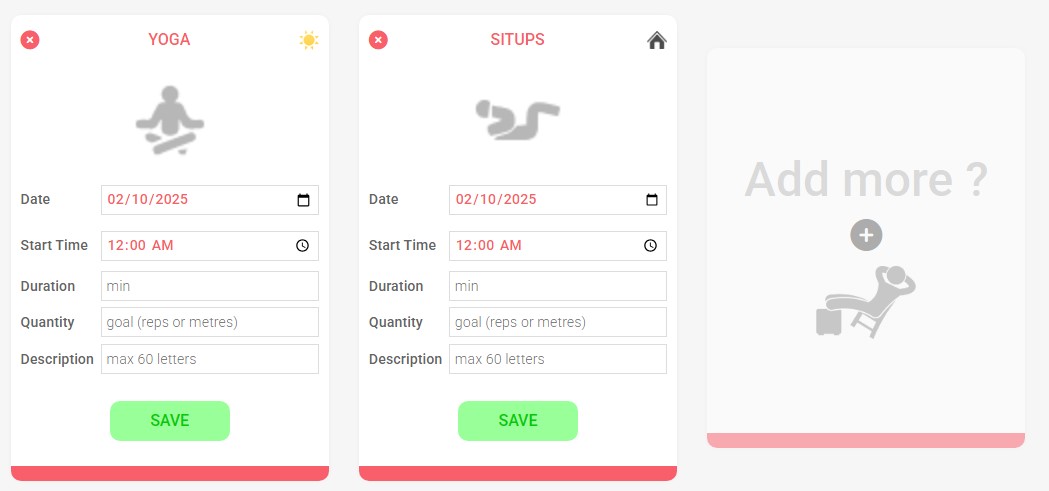 YOGA
Date 02/10/2025
Start Time 12:00 AM
Duration min
Quantity goal (reps or metres)
Description max 60 letters
SAVE
SITUPS
Date 02/10/2025
Start Time 12:00 AM
Duration min
Quantity goal (reps or metres)
Description max 60 letters
SAVE
Add more ?